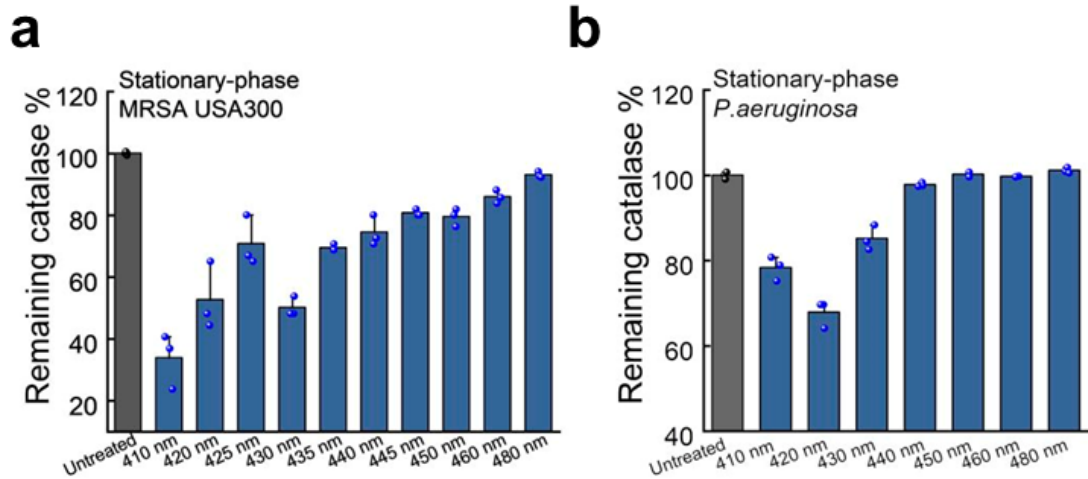 a
Stationary-phase
MRSA USA300
Remaining catalase %
120
100
80
60
40
20
Untreated
410 nm
420 nm
425 nm
430 nm
435 nm
440 nm
445 nm
450 nm
460 nm
480 nm
b
Stationary-phase
P.aeruginosa
Remaining catalase %
120
100
80
60
40
Untreated
410 nm
420 nm
430 nm
440 nm
450 nm
460 nm
480 nm